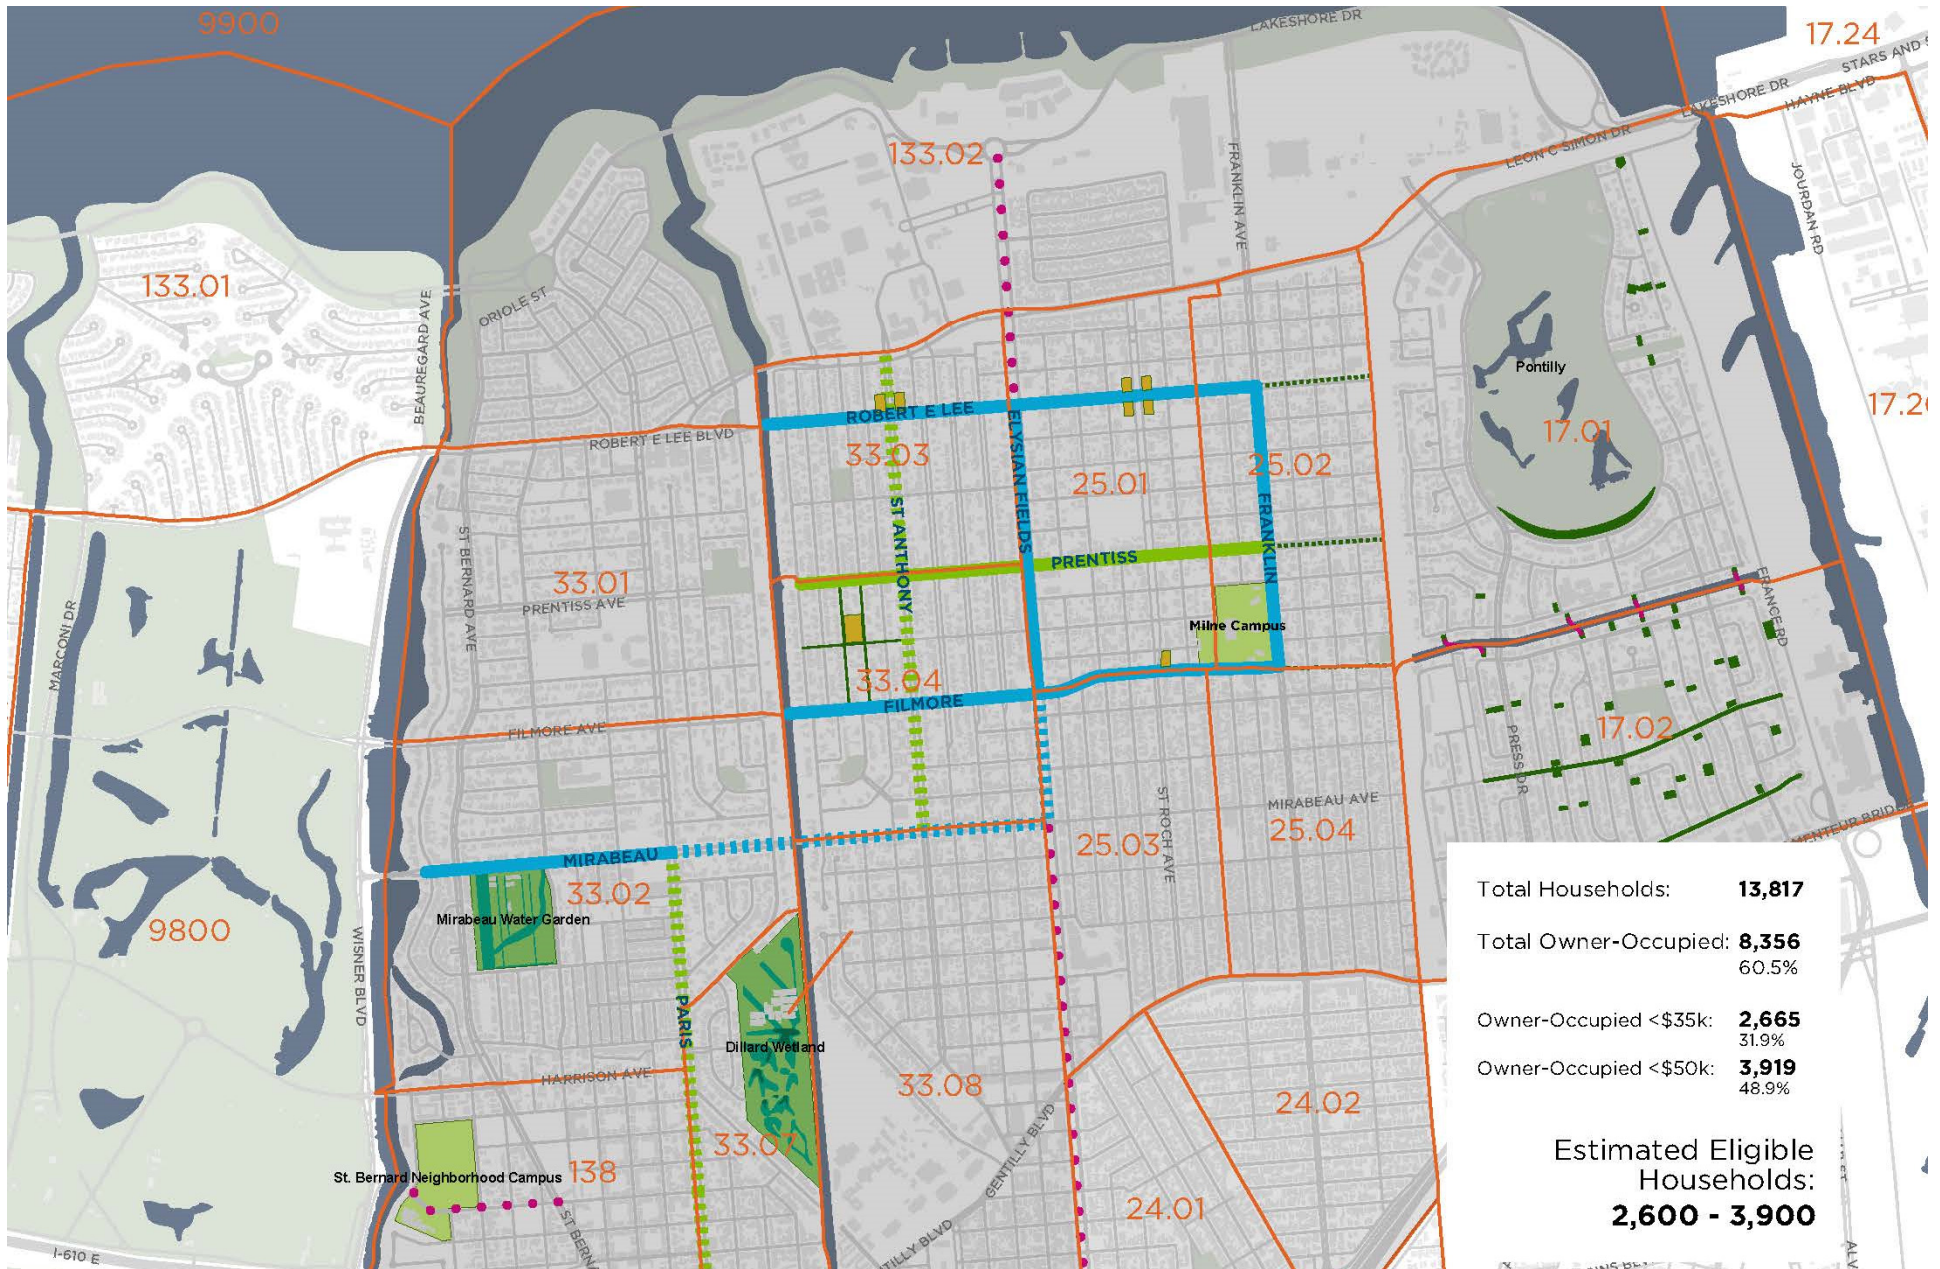 9900
LAKESHORE DR
17.24
STARS AND
LAKESHORE DR
HAYNE BLVD
LEON C SIMON DR
133.02
FRANKLIN AVE
JOURDAN RD
133.01
ORIOLE ST
BEAUREGARD AVE
Pontilly
17.01
ROBERT E LEE
ROBERT E LEE BLVD
33.03
ELYSIAN FIELDS
25.01
25.02
FRANKLIN
ST ANTHONY
PRENTISS
ST BERNARD AVE
33.01
PRENTISS AVE
MARCONI DR
Milne Campus
FRANCE RD
33.04
FILMORE
FILMORE AVE
17.02
PRESS DR
ST ROCH AVE
MIRABEAU AVE
25.04
25.03
MIRABEAU
33.02
Mirabeau Water Garden
9800
WISNER BLVD
PARIS
Dillard Wetland
HARRISON AVE
33.08
24.02
33.07
GENTILLY BLVD
St. Bernard Neighborhood Campus
138
24.01
I-610 E
Total Households: 13,817
Total Owner-Occupied: 8,356
60.5%
Owner-Occupied <$35k: 2,665
31.9%
Owner-Occupied <$50k: 3,919
48.9%
Estimated Eligible
Households:
2,600 - 3,900